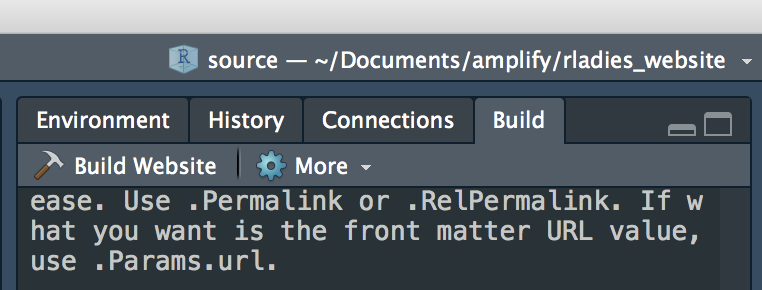 source — ~/Documents/amplify/rladies_website
Environment History Connections Build
Build Website More
ease. Use .Permalink or .RelPermalink. If w
hat you want is the front matter URL value,
use .Params.url.